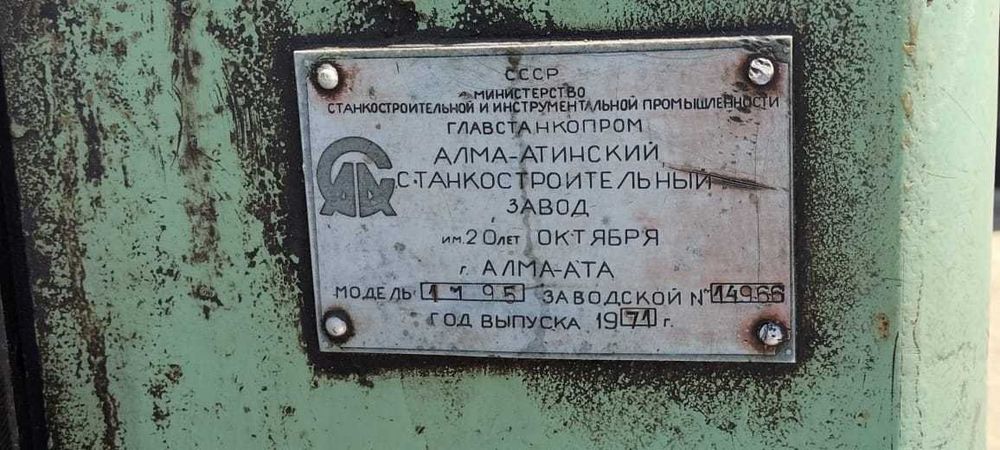 СССР
МИНИСТЕРСТВО
СТАНКОСТРОИТЕЛЬНОЙ И ИНСТРУМЕНТАЛЬНОЙ ПРОМЫШЛЕННОСТИ
ГЛАВСТАНКОПРОМ
АЛМА-АТИНСКИЙ
СТАНКОСТРОИТЕЛЬНЫЙ
ЗАВОД
ИМ. 20 ЛЕТ ОКТЯБРЯ
г. АЛМА-АТА
МОДЕЛЬ 1М95 ЗАВОДСКОЙ № 14966
ГОД ВЫПУСКА 1971 г.